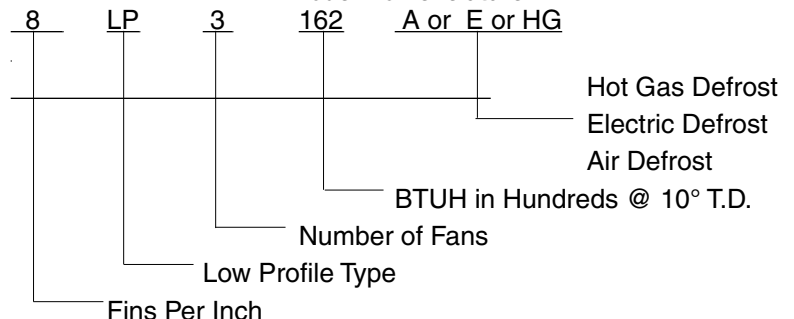 8 LP 3 162 A or E or HG
Hot Gas Defrost
Electric Defrost
Air Defrost
BTUH in Hundreds @ 10° T.D.
Number of Fans
Low Profile Type
Fins Per Inch